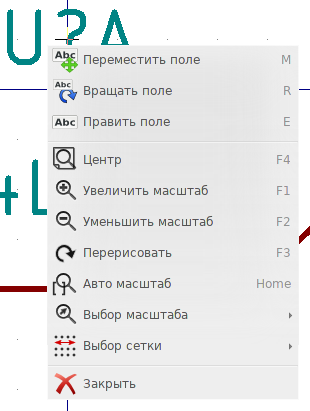 U?A
Abc Переместить поле M
Abc Вращать поле R
Abc Править поле E
Центр F4
Увеличить масштаб F1
Уменьшить масштаб F2
Перерисовать F3
+U
Авто масштаб Home
Выбор масштаба
Выбор сетки
Закрыть